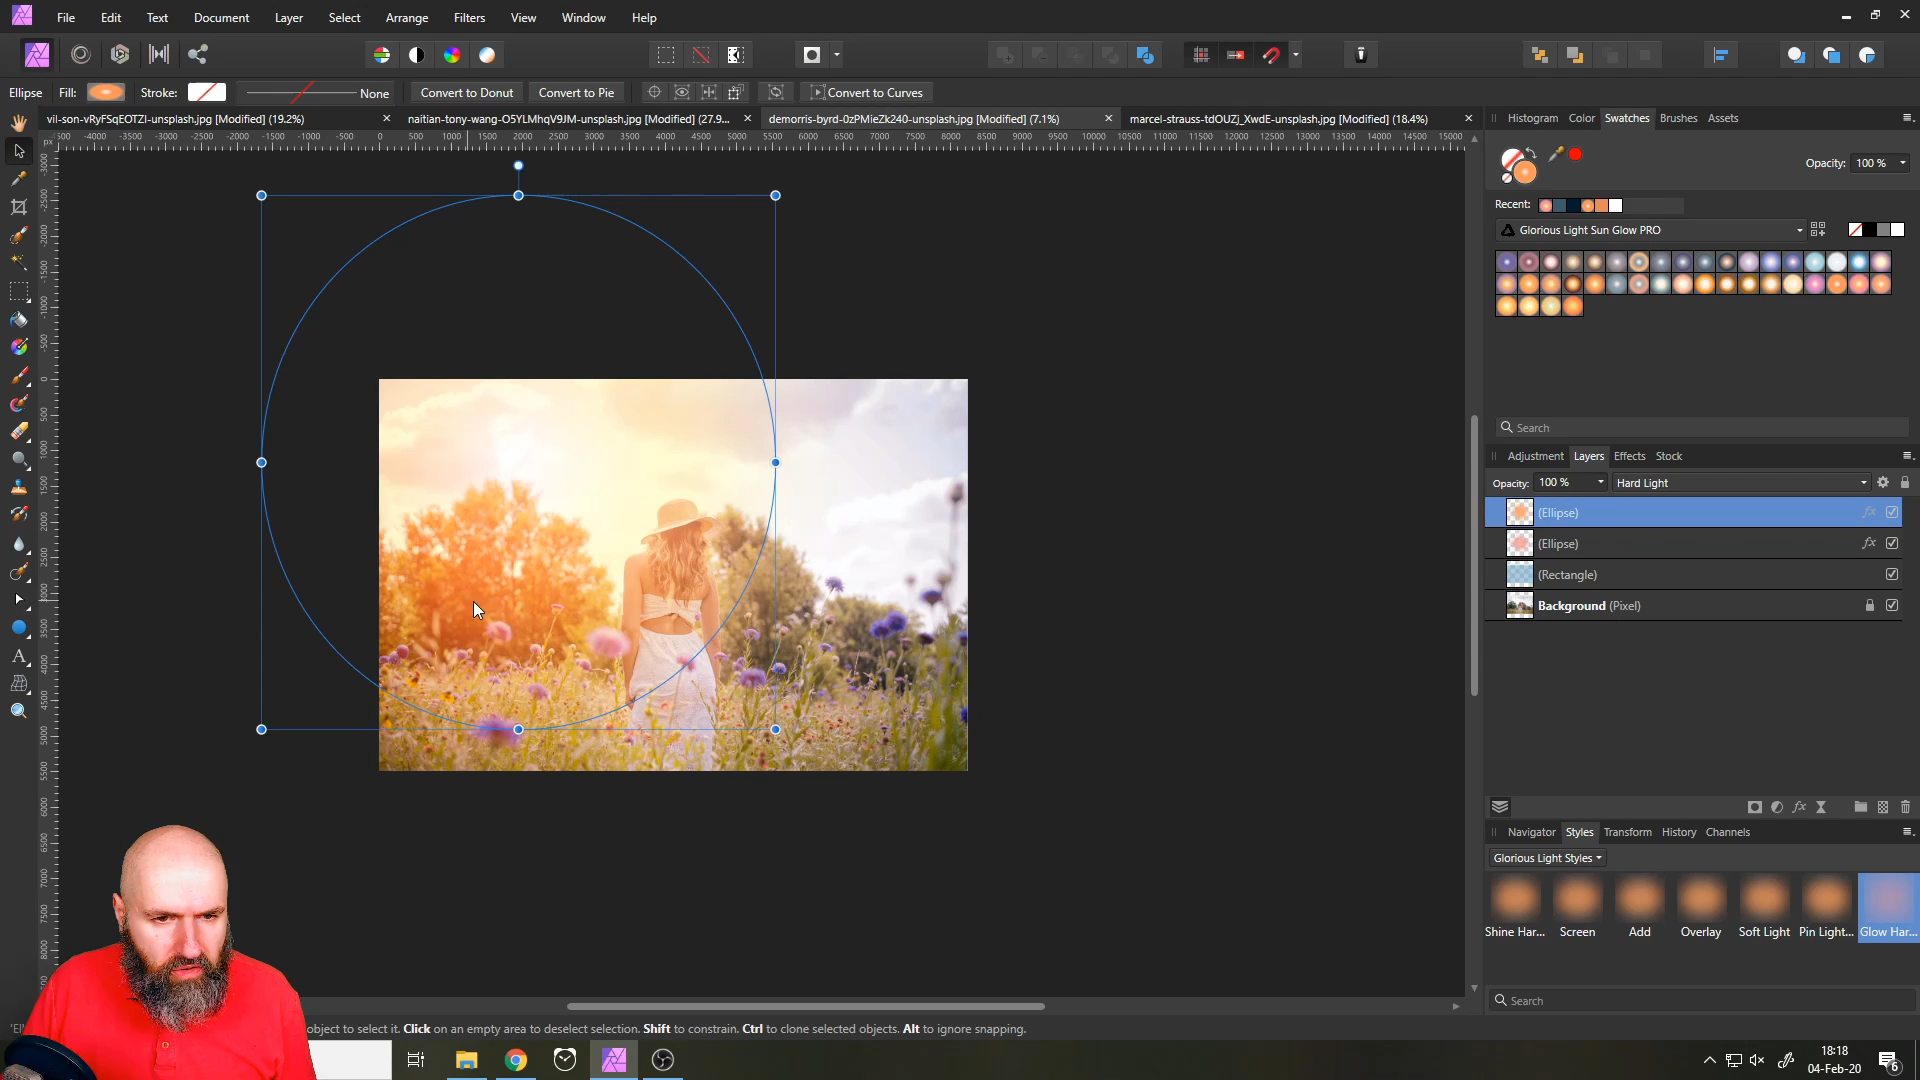 File Edit Text Document Layer Select Arrange Filters View Window Help
Ellipse Fill: Stroke: None Convert to Donut Convert to Pie Convert to Curves
vil-son-vRyFSqEOTZI-unsplash.jpg [Modified] (19.2%) naitian-tony-wang-O5YLMhqV9JM-unsplash.jpg [Modified] (27.9... demorris-byrd-0zPMieZk240-unsplash.jpg [Modified] (7.1%) marcel-strauss-tdOUZj_XwdE-unsplash.jpg [Modified] (18.4%)
Histogram Color Swatches Brushes Assets
px
Opacity: 100 %
Recent:
Glorious Light Sun Glow PRO
Search
Adjustment Layers Effects Stock
Opacity: 100 % Hard Light
(Ellipse)
(Ellipse)
(Rectangle)
Background (Pixel)
Navigator Styles Transform History Channels
Glorious Light Styles
Shine Har... Screen Add Overlay Soft Light Pin Light... Glow Har...
Search
object to select it. Click on an empty area to deselect selection. Shift to constrain. Ctrl to clone selected objects. Alt to ignore snapping.
18:18
04-Feb-20
6